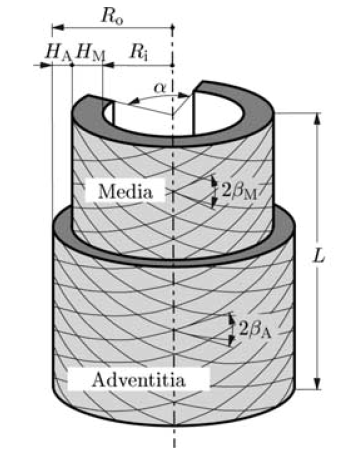 R_o
H_A H_M R_i
α
Media
2β_M
L
2β_A
Adventitia